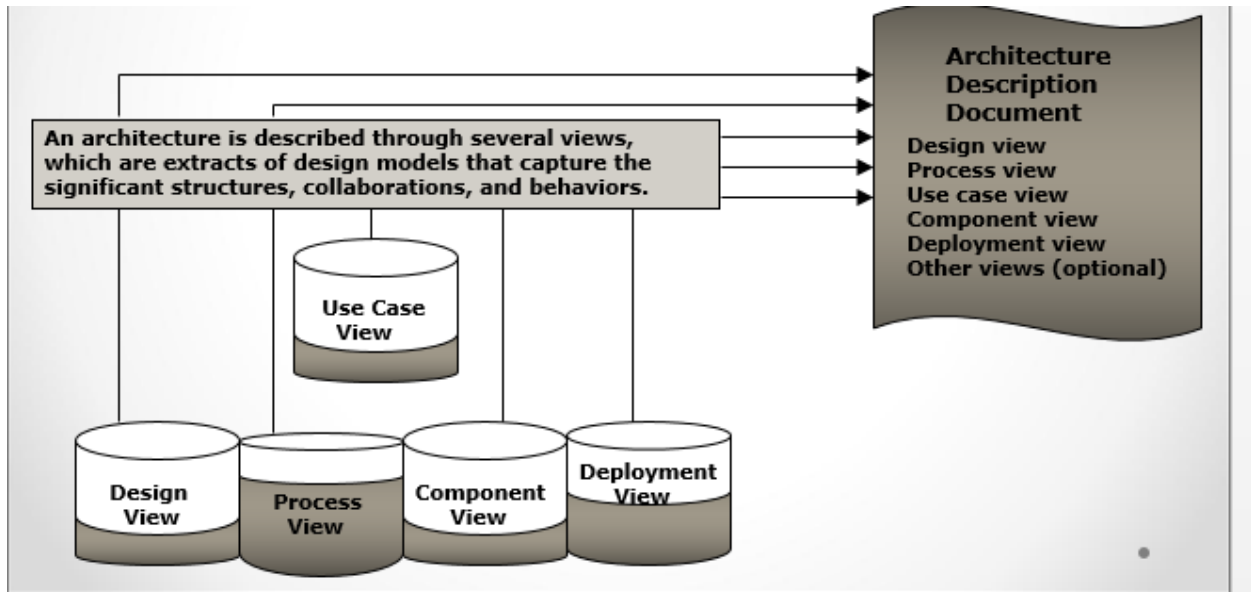 Architecture
Description
Document
Design view
Process view
Use case view
Component view
Deployment view
Other views (optional)
An architecture is described through several views,
which are extracts of design models that capture the
significant structures, collaborations, and behaviors.
Use Case
View
Design
View
Process
View
Component
View
Deployment
View